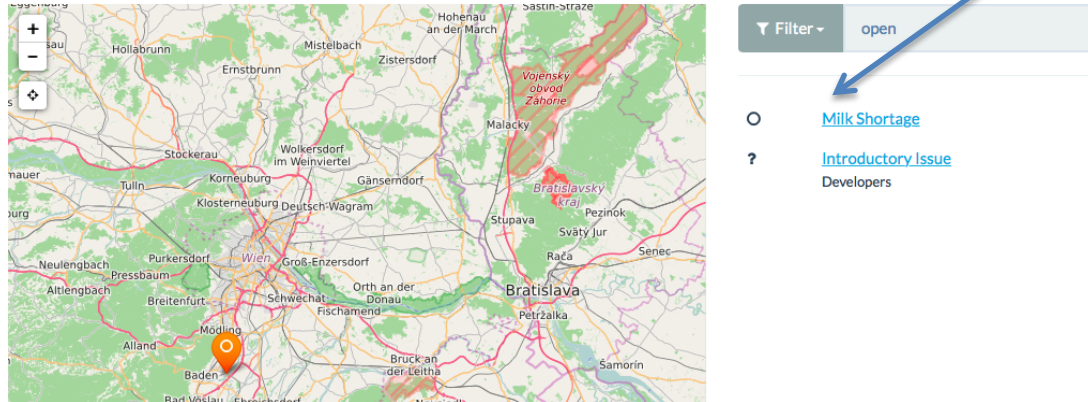 Hohenau
an der March
Hollabrunn
Mistelbach
Zistersdorf
Ernstbrunn
Vojenský
obvod
Záhorie
Malacky
Stockerau
Wolkersdorf
im Weinviertel
Korneuburg
Gänserndorf
Tulln
Klosterneuburg
Deutsch-Wagram
Bratislavský
kraj
Pezinok
Stupava
Svätý Jur
Purkersdorf
Wien
Groß-Enzersdorf
Rača
Senec
Neulengbach
Pressbaum
Altlengbach
Breitenfurt
Schwechat
Orth an der
Donau
Fischamend
Bratislava
Petržalka
Mödling
Alland
Baden
Bruck an
der Leitha
Šamorín
Bad Vöslau
Ebreichsdorf
+
−
Filter
open
Milk Shortage
?
Introductory Issue
Developers